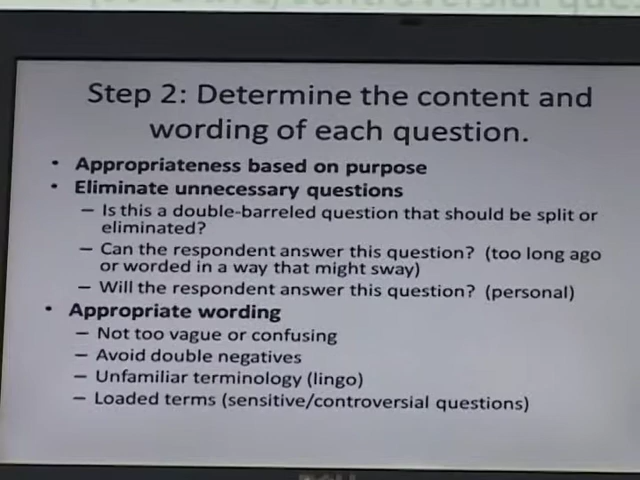 Step 2: Determine the content and
wording of each question.
• Appropriateness based on purpose
• Eliminate unnecessary questions
– Is this a double-barreled question that should be split or
eliminated?
– Can the respondent answer this question? (too long ago
or worded in a way that might sway)
– Will the respondent answer this question? (personal)
• Appropriate wording
– Not too vague or confusing
– Avoid double negatives
– Unfamiliar terminology (lingo)
– Loaded terms (sensitive/controversial questions)